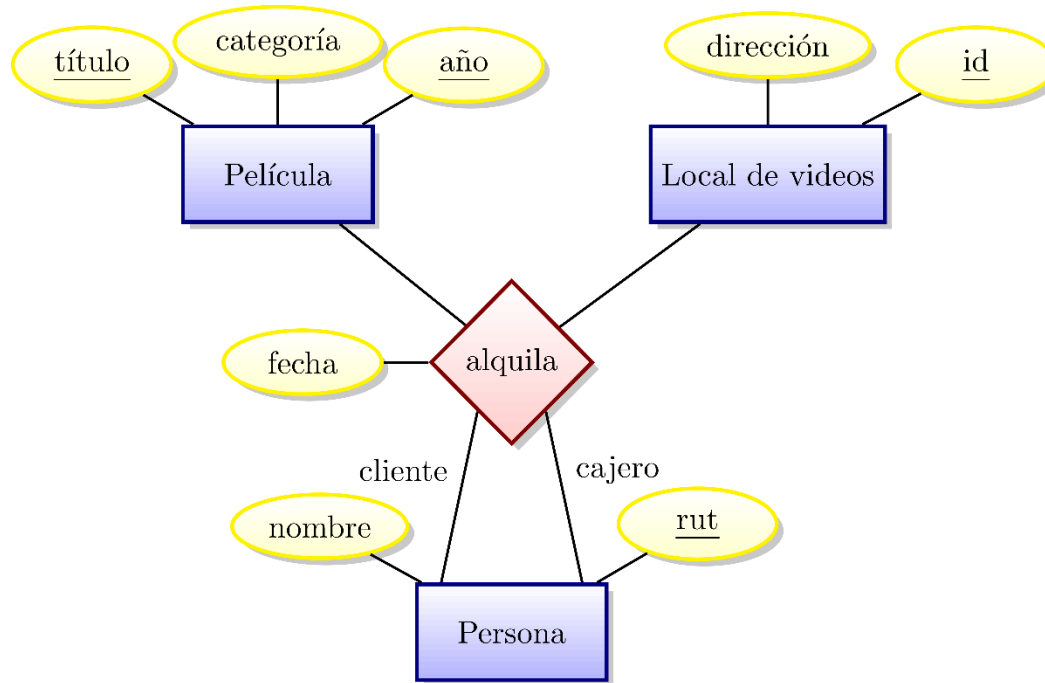 título
categoría
año
dirección
id
Película
Local de videos
fecha
alquila
cliente
cajero
nombre
rut
Persona